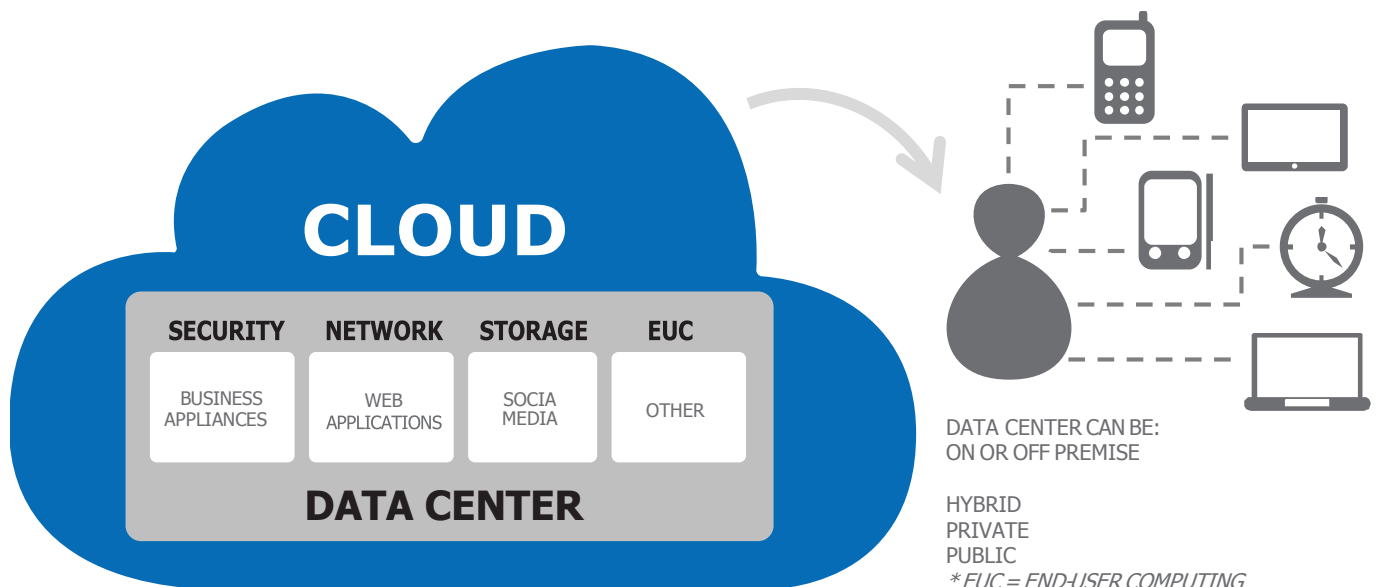 CLOUD
SECURITY NETWORK STORAGE EUC
BUSINESS
APPLIANCES
WEB
APPLICATIONS
SOCIA
MEDIA
OTHER
DATA CENTER
DATA CENTER CAN BE:
ON OR OFF PREMISE
HYBRID
PRIVATE
PUBLIC
* EUC = END-USER COMPUTING